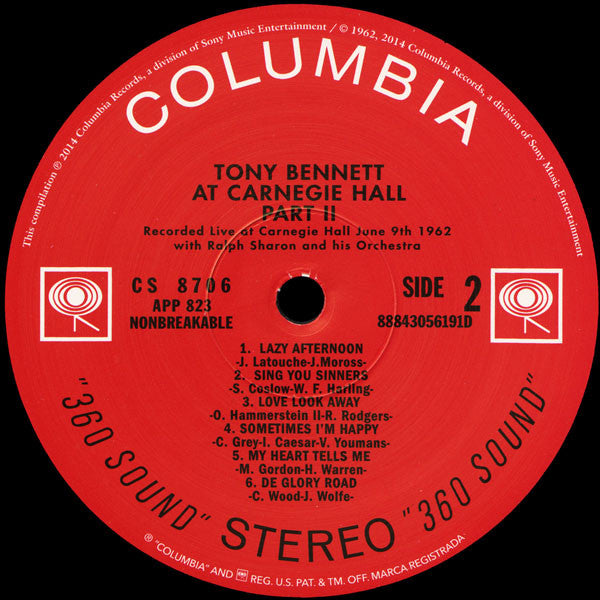 This compilation ℗ 2014 Columbia Records, a division of Sony Music Entertainment / © 1962, 2014 Columbia Records, a division of Sony Music Entertainment
COLUMBIA
TONY BENNETT
AT CARNEGIE HALL
PART II
Recorded Live at Carnegie Hall June 9th 1962
with Ralph Sharon and his Orchestra
CS 8706
APP 823
NONBREAKABLE
SIDE 2
88843056191D
1. LAZY AFTERNOON
-J. Latouche-J.Moross-
2. SING YOU SINNERS
-S. Coslow-W. F. Harling-
3. LOVE LOOK AWAY
-O. Hammerstein II-R. Rodgers-
4. SOMETIMES I'M HAPPY
-C. Grey-I. Caesar-V. Youmans-
5. MY HEART TELLS ME
-M. Gordon-H. Warren-
6. DE GLORY ROAD
-C. Wood-J. Wolfe-
"360 SOUND" STEREO "360 SOUND"
® "COLUMBIA" AND REG. U.S. PAT. & TM. OFF. MARCA REGISTRADA